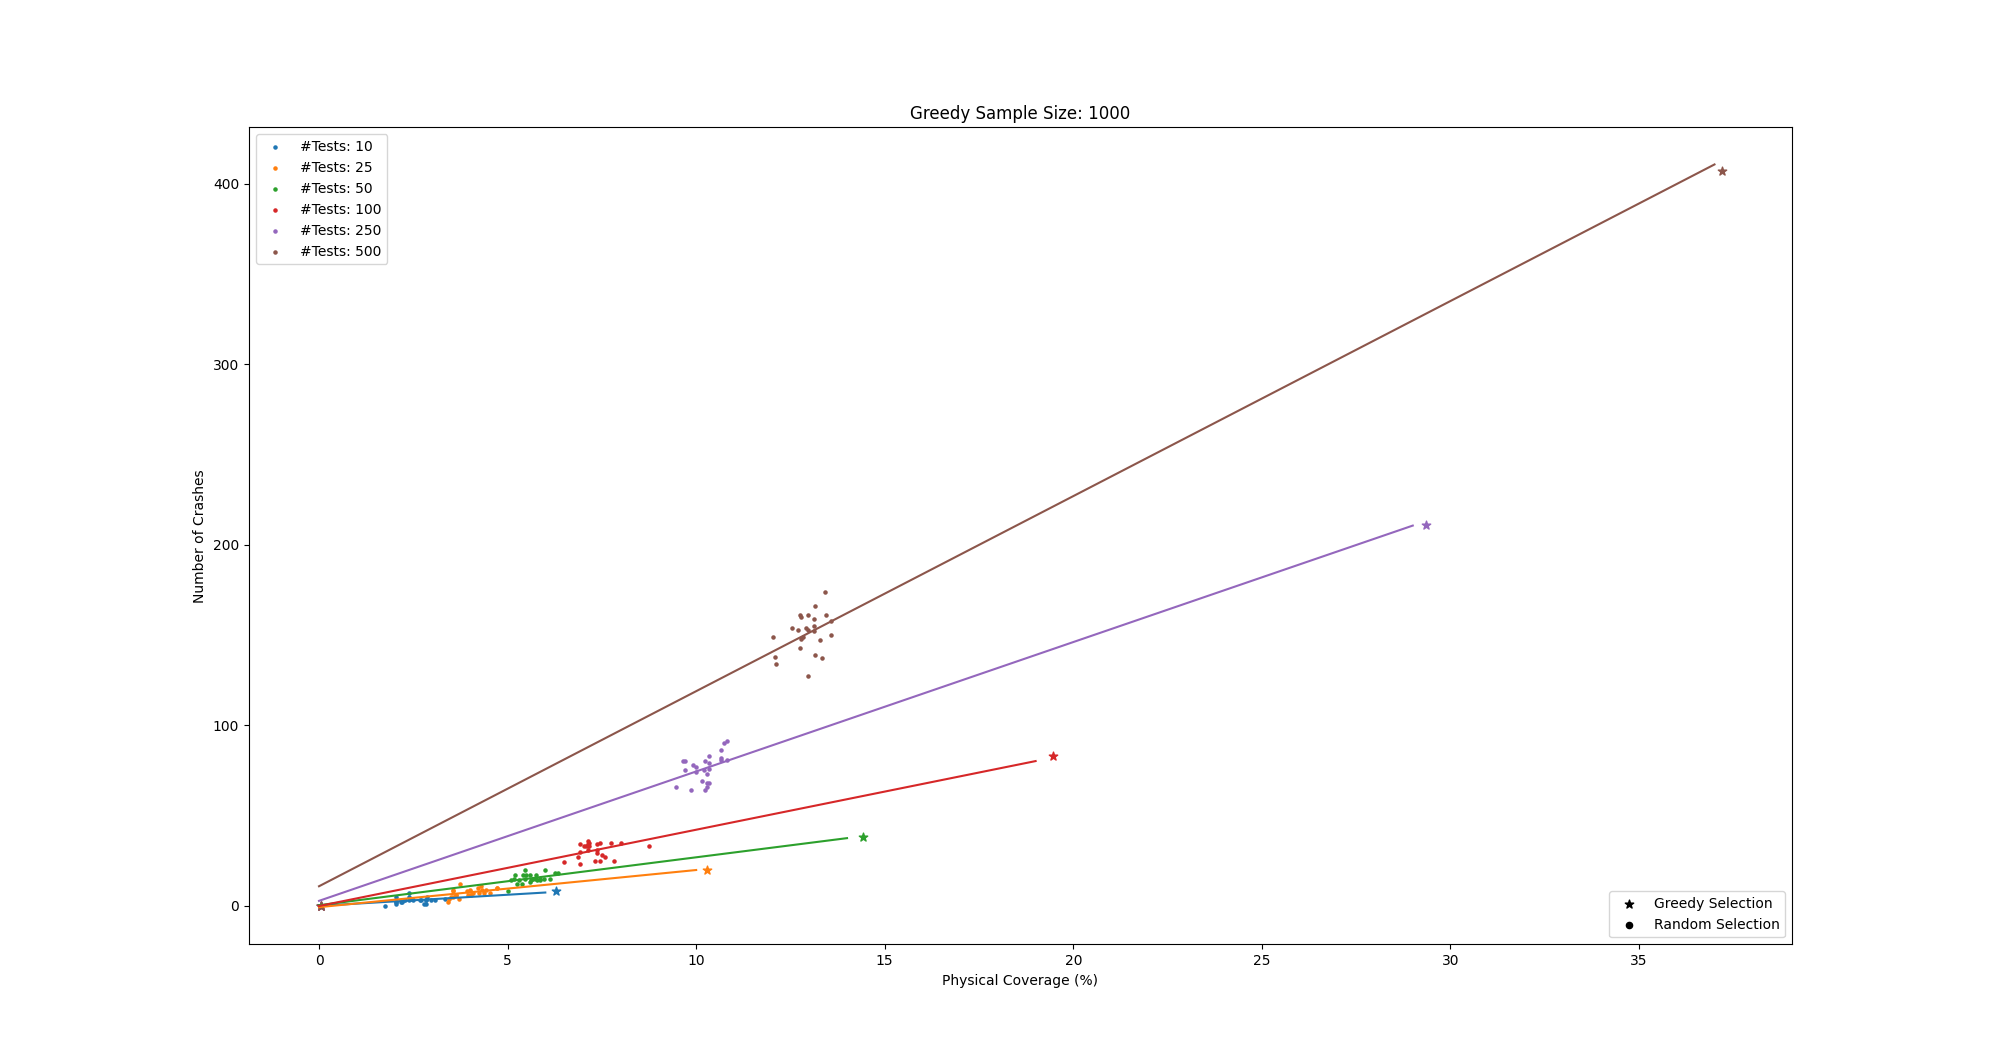 Greedy Sample Size: 1000
#Tests: 10
#Tests: 25
#Tests: 50
#Tests: 100
#Tests: 250
#Tests: 500
400
300
200
100
0
Number of Crashes
Greedy Selection
Random Selection
0 5 10 15 20 25 30 35
Physical Coverage (%)